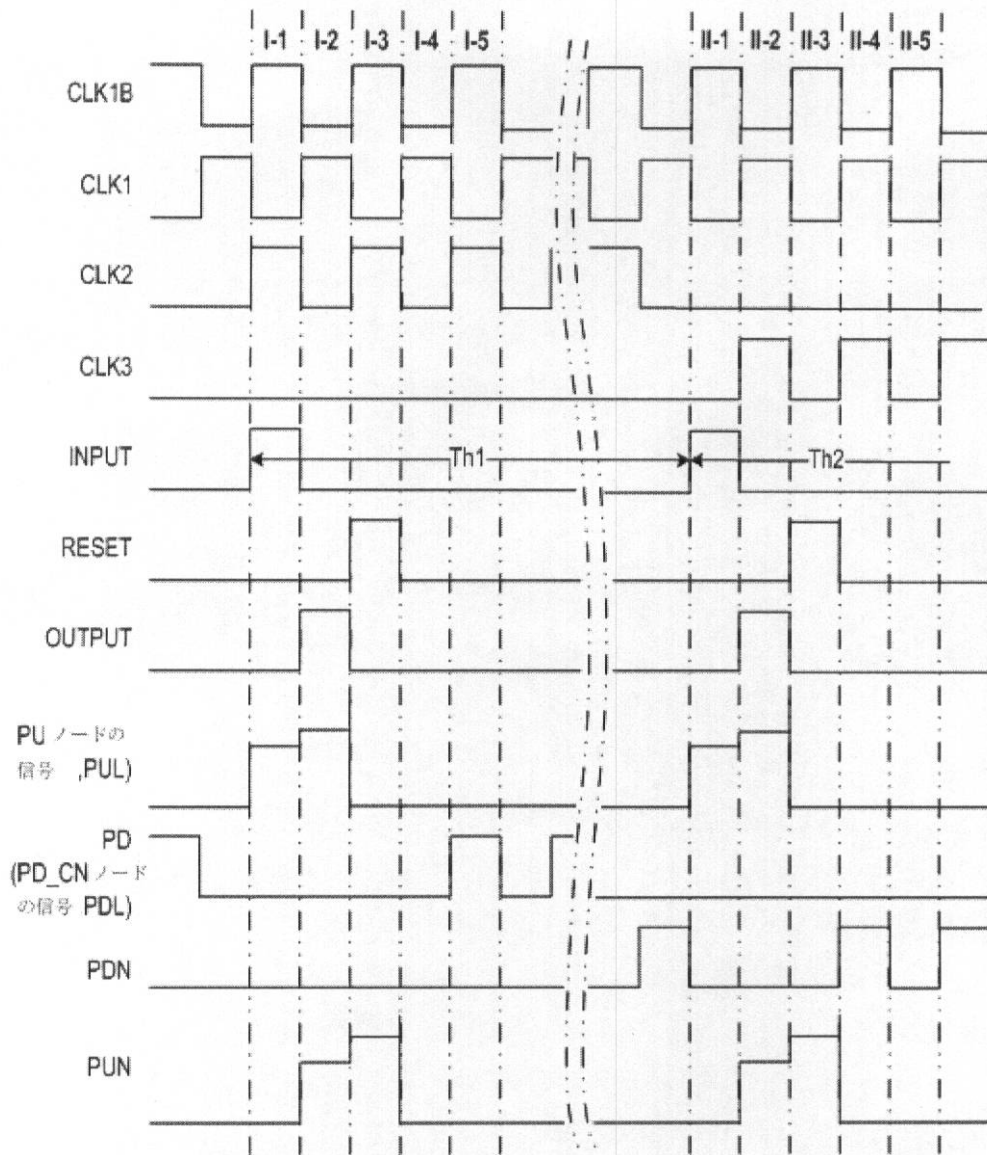 I-1 I-2 I-3 I-4 I-5 II-1 II-2 II-3 II-4 II-5
CLK1B
CLK1
CLK2
CLK3
INPUT
Th1 Th2
RESET
OUTPUT
PU ノードの
信号 ,PUL)
PD
(PD_CN ノード
の信号 PDL)
PDN
PUN